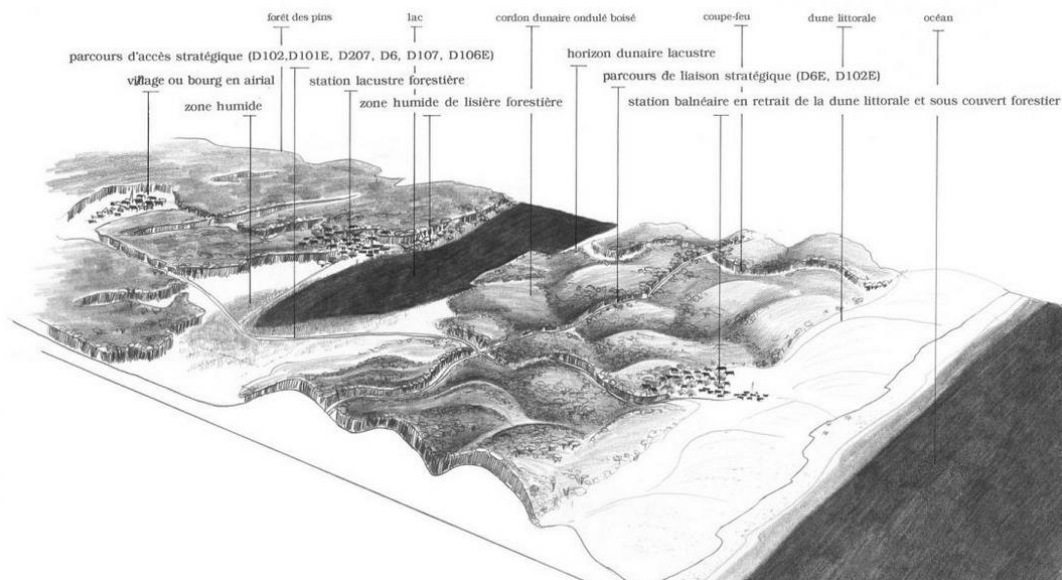 forêt des pins
lac
cordon dunaire ondulé boisé
coupe-feu
dune littorale
océan
parcours d'accès stratégique (D102,D101E, D207, D6, D107, D106E)
horizon dunaire lacustre
village ou bourg en airial
station lacustre forestière
parcours de liaison stratégique (D6E, D102E)
zone humide
zone humide de lisière forestière
station balnéaire en retrait de la dune littorale et sous couvert forestier